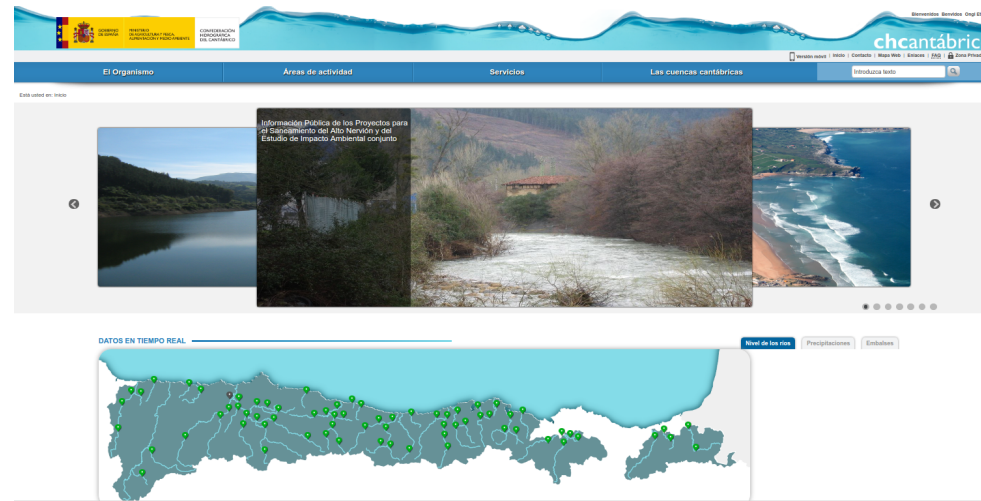 Bienvenidos Benvidos Ongi
GOBIERNO
DE ESPAÑA
MINISTERIO
DE AGRICULTURA Y PESCA,
ALIMENTACIÓN Y MEDIO AMBIENTE
CONFEDERACIÓN
HIDROGRÁFICA
DEL CANTÁBRICO
chcantábric
Versión móvil | Inicio | Contacto | Mapa Web | Enlaces | FAQ | Zona Priva
El Organismo
Áreas de actividad
Servicios
Las cuencas cantábricas
Introduzca texto
Está usted en: Inicio
Información Pública de los Proyectos para
el Saneamiento del Alto Nervión y del
Estudio de Impacto Ambiental conjunto
DATOS EN TIEMPO REAL
Nivel de los ríos
Precipitaciones
Embalses